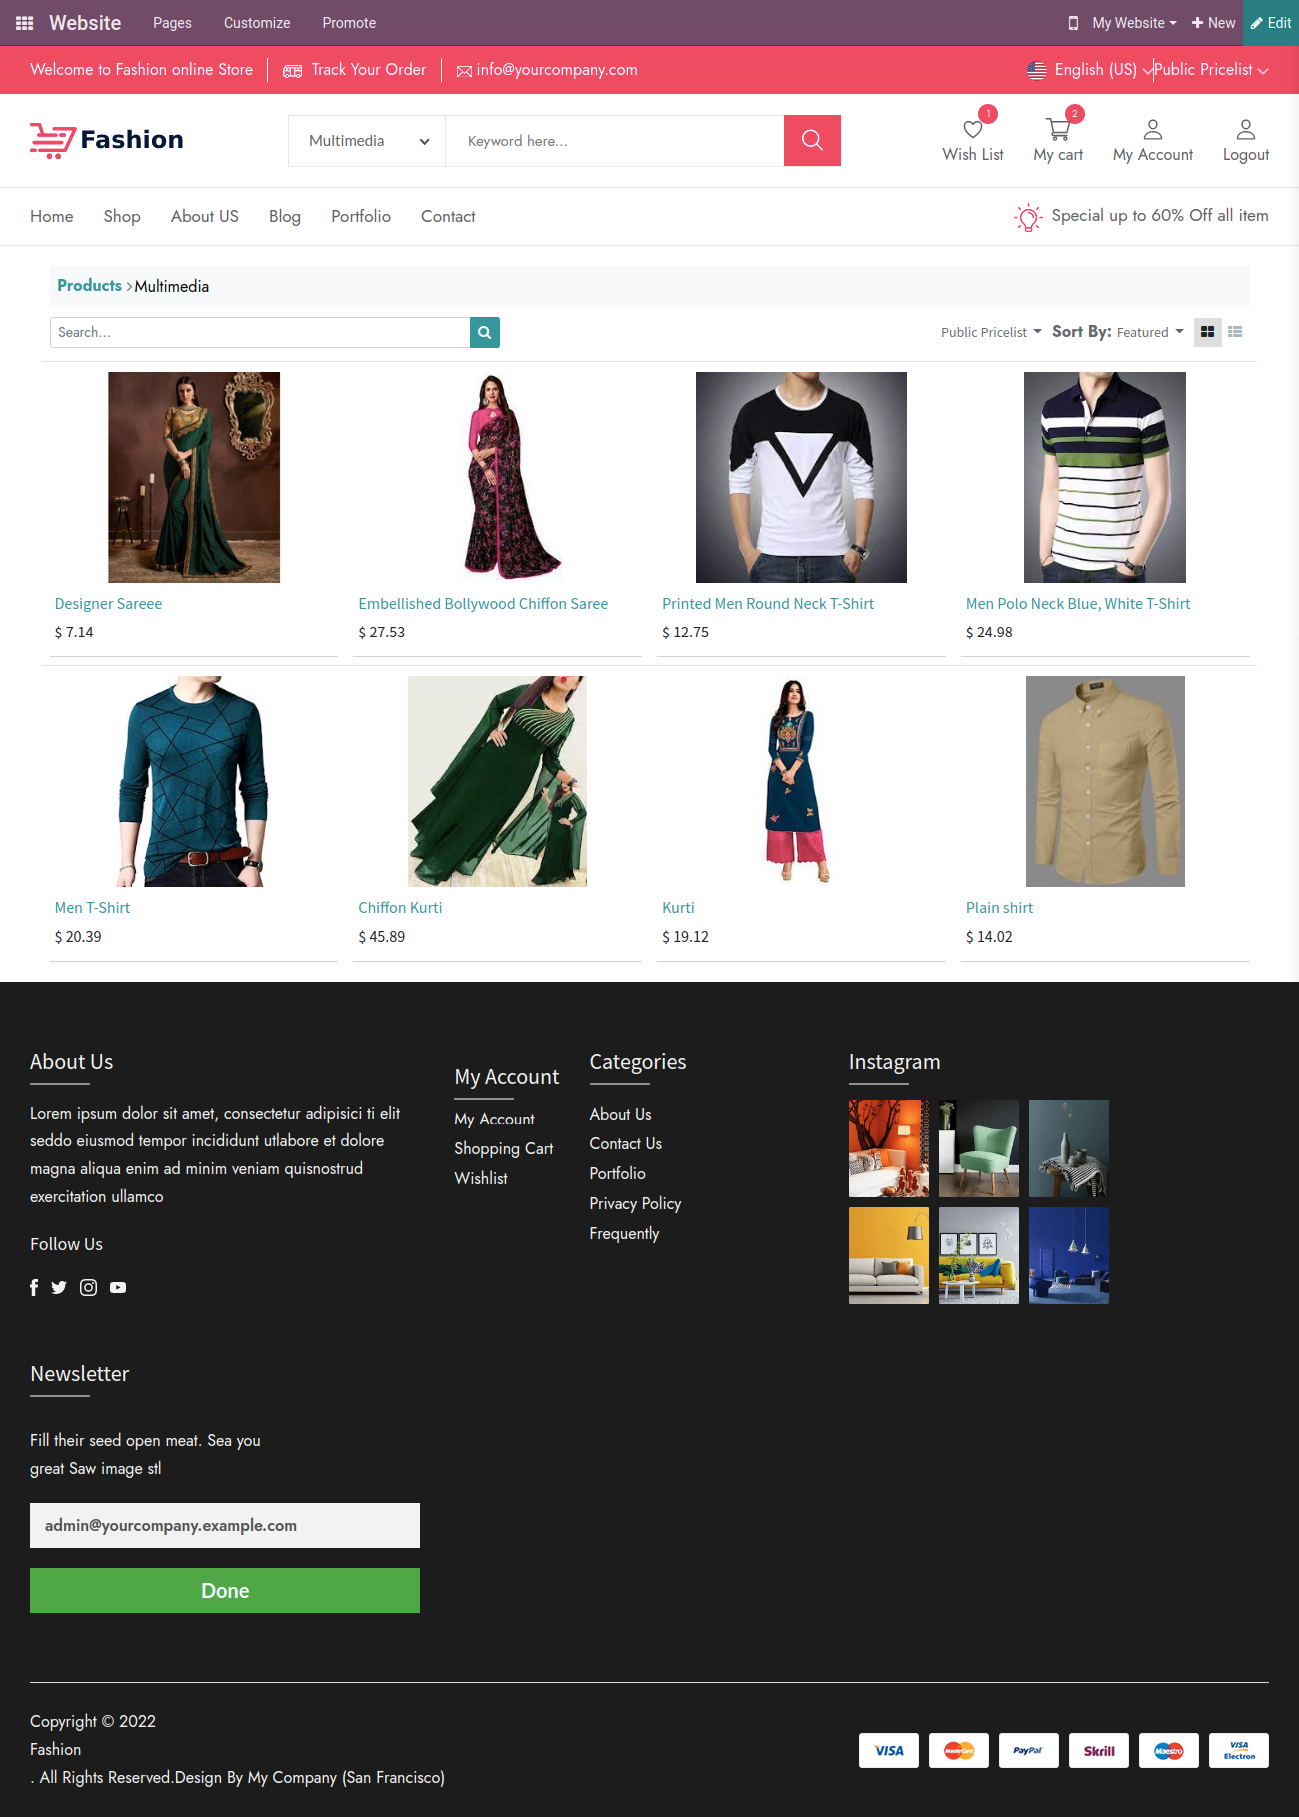 Website Pages Customize Promote My Website New Edit
Welcome to Fashion online Store Track Your Order info@yourcompany.com English (US) Public Pricelist
Fashion Multimedia Keyword here... 1 Wish List 2 My cart My Account Logout
Home Shop About US Blog Portfolio Contact Special up to 60% Off all item
Products Multimedia
Search... Public Pricelist Sort By: Featured
Designer Sareee Embellished Bollywood Chiffon Saree Printed Men Round Neck T-Shirt Men Polo Neck Blue, White T-Shirt
$ 7.14 $ 27.53 $ 12.75 $ 24.98
Men T-Shirt Chiffon Kurti Kurti Plain shirt
$ 20.39 $ 45.89 $ 19.12 $ 14.02
About Us
Lorem ipsum dolor sit amet, consectetur adipisici ti elit
seddo eiusmod tempor incididunt utlabore et dolore
magna aliqua enim ad minim veniam quisnostrud
exercitation ullamco
Follow Us
My Account
My Account
Shopping Cart
Wishlist
Categories
About Us
Contact Us
Portfolio
Privacy Policy
Frequently
Instagram
Newsletter
Fill their seed open meat. Sea you
great Saw image stl
admin@yourcompany.example.com
Done
Copyright © 2022
Fashion
. All Rights Reserved.Design By My Company (San Francisco)
VISA MasterCard PayPal Skrill Maestro VISA Electron